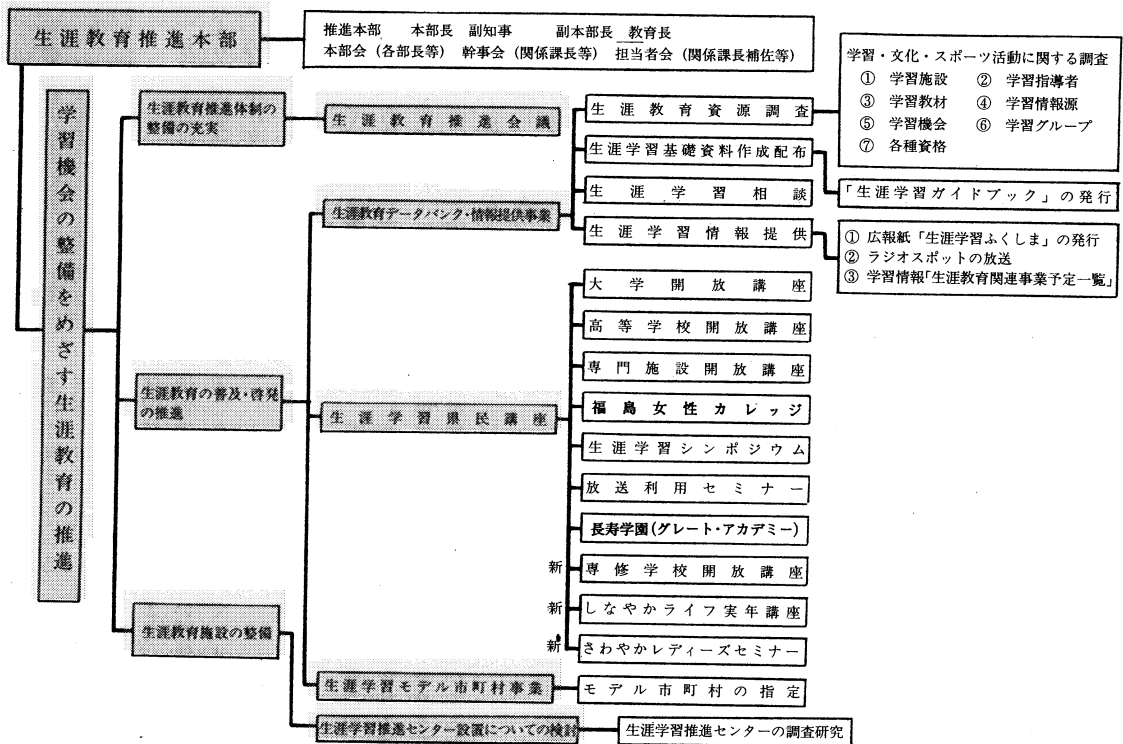 生涯教育推進本部
推進本部 本部長 副知事 副本部長 教育長
本部会(各部長等) 幹事会(関係課長等) 担当者会(関係課長補佐等)
学習機会の整備をめざす生涯教育の推進
生涯教育推進体制の
整備の充実
生涯教育推進会議
生涯教育資源調査
学習・文化・スポーツ活動に関する調査
① 学習施設 ② 学習指導者
③ 学習教材 ④ 学習情報源
⑤ 学習機会 ⑥ 学習グループ
⑦ 各種資格
生涯学習基礎資料作成配布
「生涯学習ガイドブック」の発行
生涯学習相談
生涯教育データバンク・情報提供事業
生涯学習情報提供
① 広報紙「生涯学習ふくしま」の発行
② ラジオスポットの放送
③ 学習情報「生涯教育関連事業予定一覧」
大学開放講座
高等学校開放講座
専門施設開放講座
生涯教育の普及・啓発
の推進
生涯学習県民講座
福島女性カレッジ
生涯学習シンポジウム
放送利用セミナー
長寿学園(グレート・アカデミー)
新 専修学校開放講座
新 しなやかライフ実年講座
新 さわやかレディーズセミナー
生涯教育施設の整備
生涯学習モデル市町村事業
モデル市町村の指定
生涯学習推進センター設置についての検討
生涯学習推進センターの調査研究